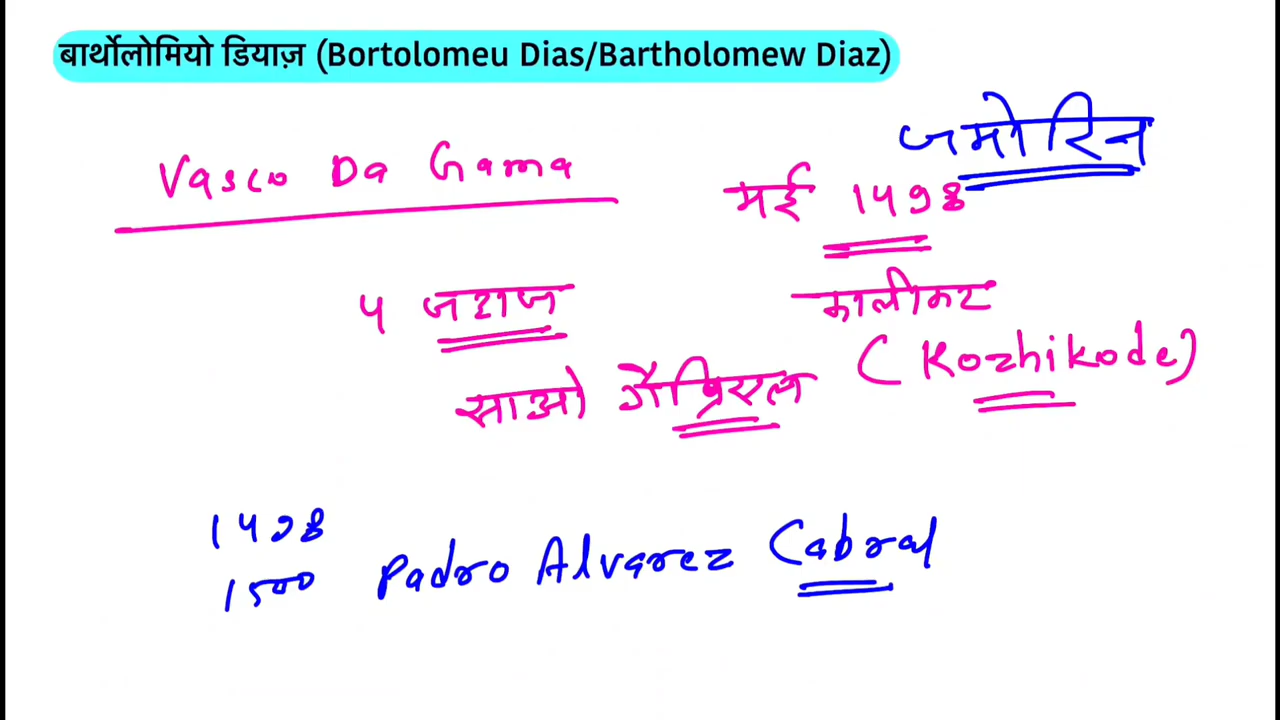 बार्थोलोमियो डियाज़ (Bortolomeu Dias/Bartholomew Diaz)
जमोरिन
Vasco Da Gama
मई 1498
4 जहाज
कालीकट
साओ गैब्रिएल
(Kozhikode)
1498
1500 Padro Alvarez Cabral